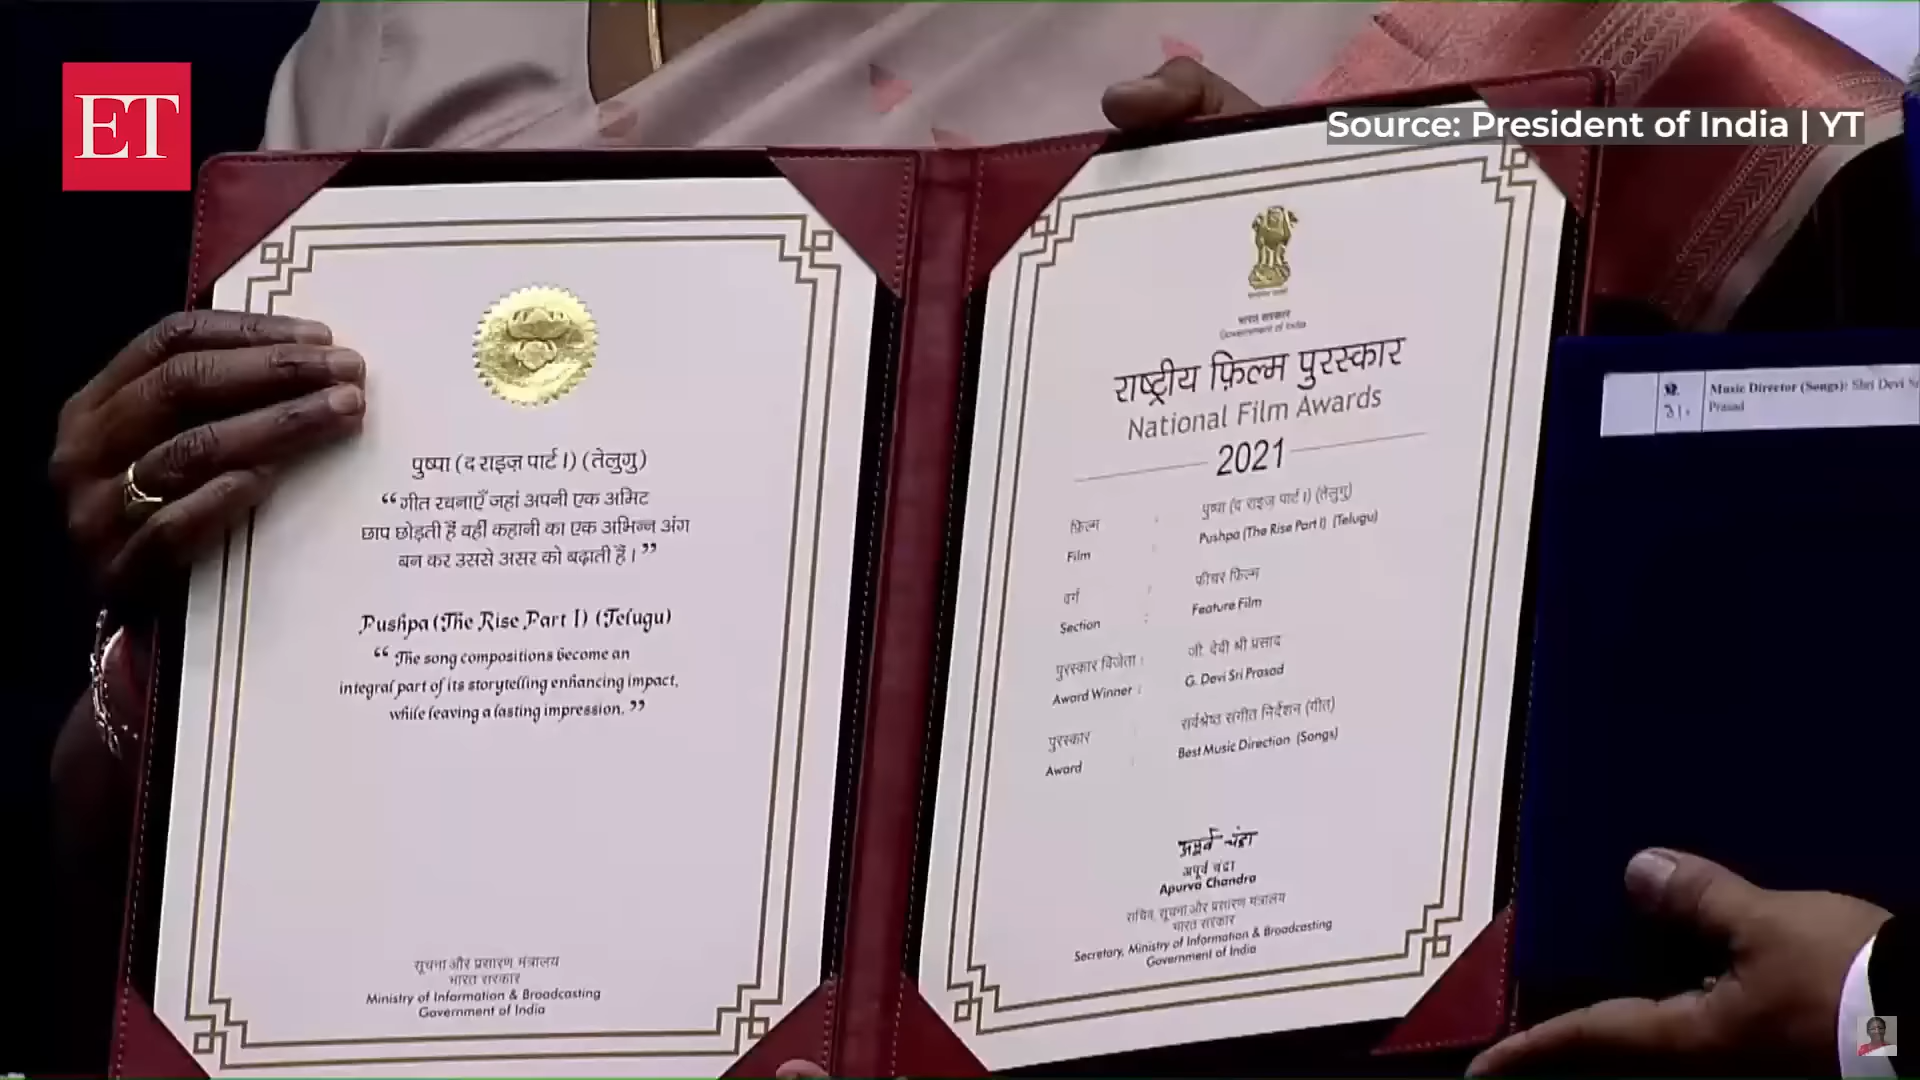 ET
Source: President of India | YT
पुष्पा (द राइज़ पार्ट I) (तेलुगु)
“गीत रचनाएँ जहां अपनी एक अमिट
छाप छोड़ती हैं वहीं कहानी का एक अभिन्न अंग
बन कर उससे असर को बढ़ाती हैं।”
Pushpa (The Rise Part I) (Telugu)
“The song compositions become an
integral part of its storytelling enhancing impact,
while leaving a lasting impression.”
सूचना और प्रसारण मंत्रालय
भारत सरकार
Ministry of Information & Broadcasting
Government of India
भारत सरकार
Government of India
राष्ट्रीय फ़िल्म पुरस्कार
National Film Awards
2021
फ़िल्म : पुष्पा (द राइज़ पार्ट I) (तेलुगु)
Film : Pushpa (The Rise Part I) (Telugu)
वर्ग : फीचर फिल्म
Section : Feature Film
पुरस्कार विजेता : जी. देवी श्री प्रसाद
Award Winner : G. Devi Sri Prasad
पुरस्कार : सर्वश्रेष्ठ संगीत निर्देशन (गीत)
Award : Best Music Direction (Songs)
अपूर्व चंद्रा
अपूर्व चंद्रा
Apurva Chandra
सचिव, सूचना और प्रसारण मंत्रालय
भारत सरकार
Secretary, Ministry of Information & Broadcasting
Government of India
Music Director (Songs): Shri Devi
Prasad